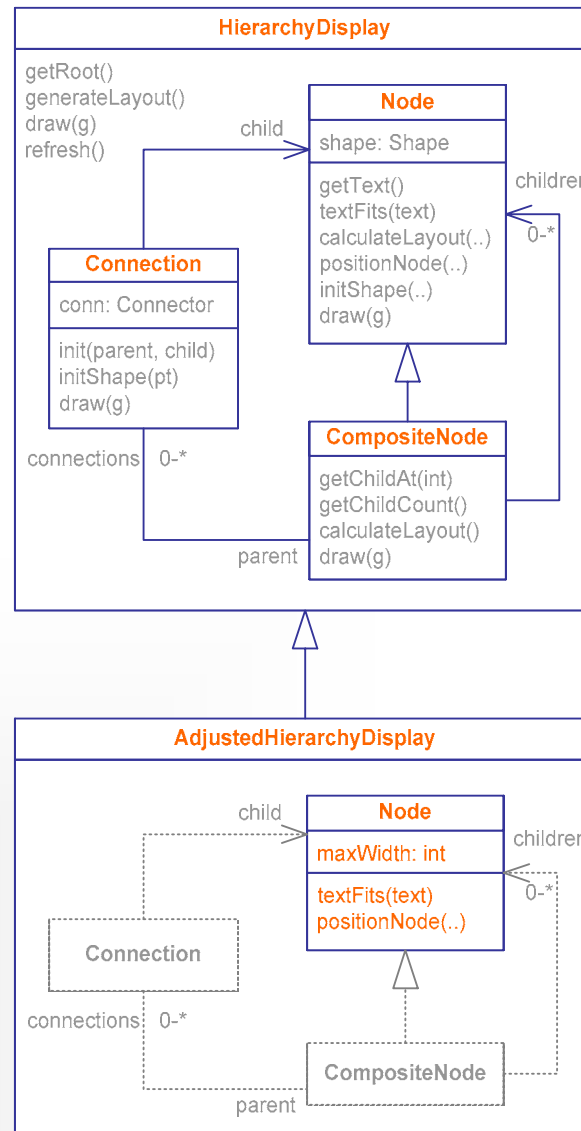 HierarchyDisplay
getRoot()
generateLayout()
draw(g)
refresh()
child
Node
shape: Shape
getText()
textFits(text)
calculateLayout(..)
positionNode(..)
initShape(..)
draw(g)
children
0-*
Connection
conn: Connector
init(parent, child)
initShape(pt)
draw(g)
connections 0-*
CompositeNode
getChildAt(int)
getChildCount()
calculateLayout()
draw(g)
parent
AdjustedHierarchyDisplay
child
Node
maxWidth: int
textFits(text)
positionNode(..)
children
0-*
Connection
connections 0-*
CompositeNode
parent